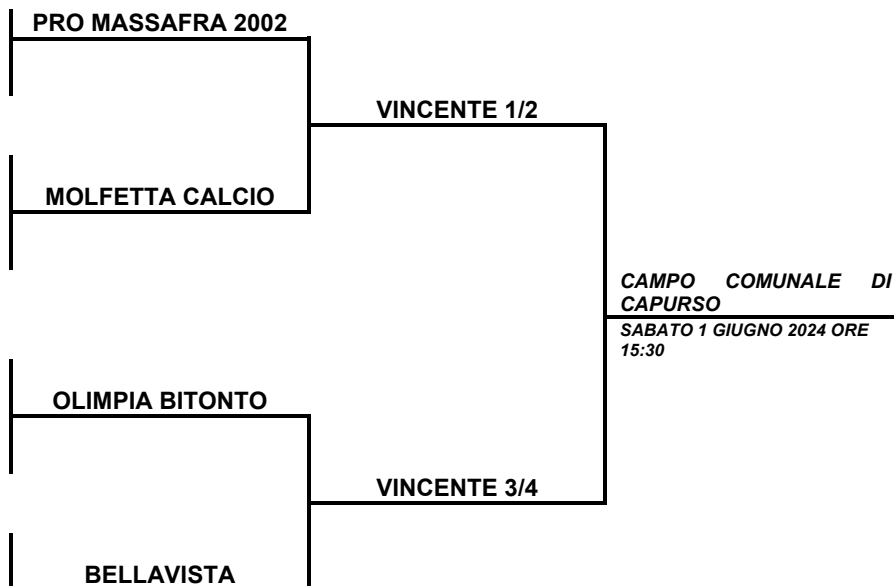 PRO MASSAFRA 2002
VINCENTE 1/2
MOLFETTA CALCIO
CAMPO COMUNALE DI
CAPURSO
SABATO 1 GIUGNO 2024 ORE
15:30
OLIMPIA BITONTO
VINCENTE 3/4
BELLAVISTA